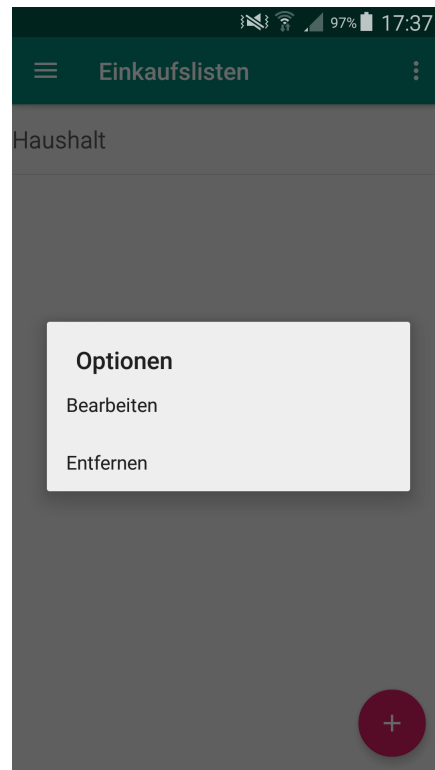 97% 17:37
Einkaufslisten
Haushalt
Optionen
Bearbeiten
Entfernen
+